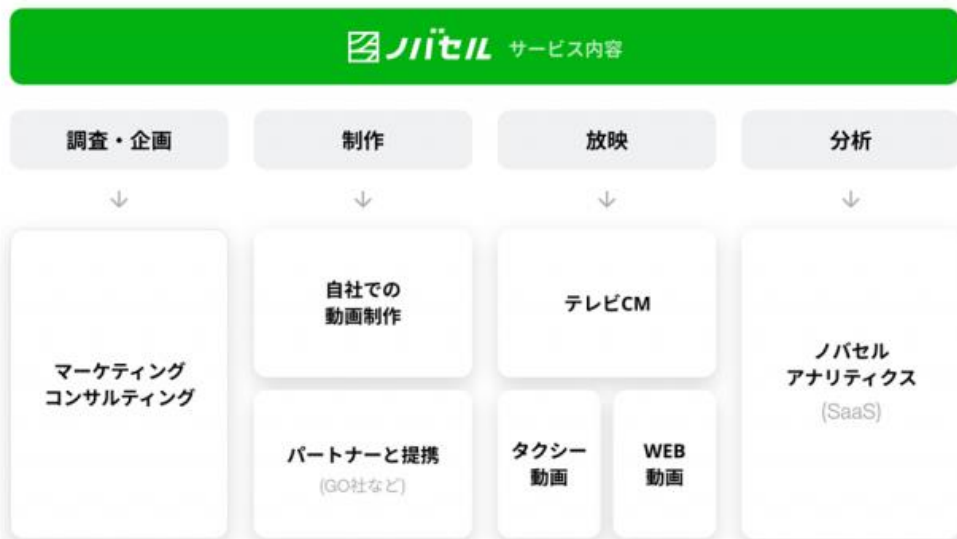 ノバセル サービス内容
調査・企画
制作
放映
分析
マーケティング
コンサルティング
自社での
動画制作
パートナーと提携
(GO社など)
テレビCM
タクシー
動画
WEB
動画
ノバセル
アナリティクス
(SaaS)